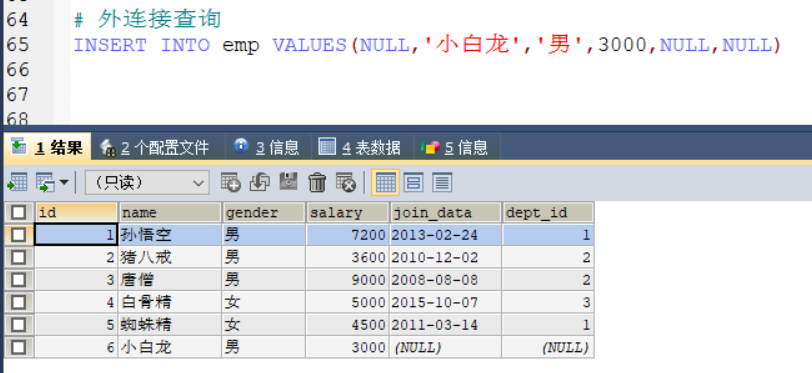 64 # 外连接查询
65 INSERT INTO emp VALUES(NULL,'小白龙','男',3000,NULL,NULL)
66
67
68
1 结果 2 个配置文件 3 信息 4 表数据 5 信息
（只读）
id name gender salary join_data dept_id
1 孙悟空 男 7200 2013-02-24 1
2 猪八戒 男 3600 2010-12-02 2
3 唐僧 男 9000 2008-08-08 2
4 白骨精 女 5000 2015-10-07 3
5 蜘蛛精 女 4500 2011-03-14 1
6 小白龙 男 3000 (NULL) (NULL)